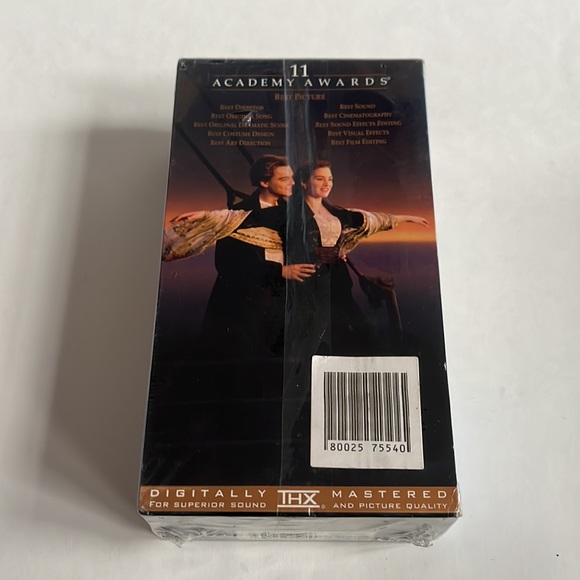 11
ACADEMY AWARDS®
BEST PICTURE
BEST DIRECTOR
BEST ORIGINAL SONG
BEST ORIGINAL DRAMATIC SCORE
BEST COSTUME DESIGN
BEST ART DIRECTION
BEST SOUND
BEST CINEMATOGRAPHY
BEST SOUND EFFECTS EDITING
BEST VISUAL EFFECTS
BEST FILM EDITING
80025 75540
DIGITALLY THX® MASTERED
FOR SUPERIOR SOUND AND PICTURE QUALITY